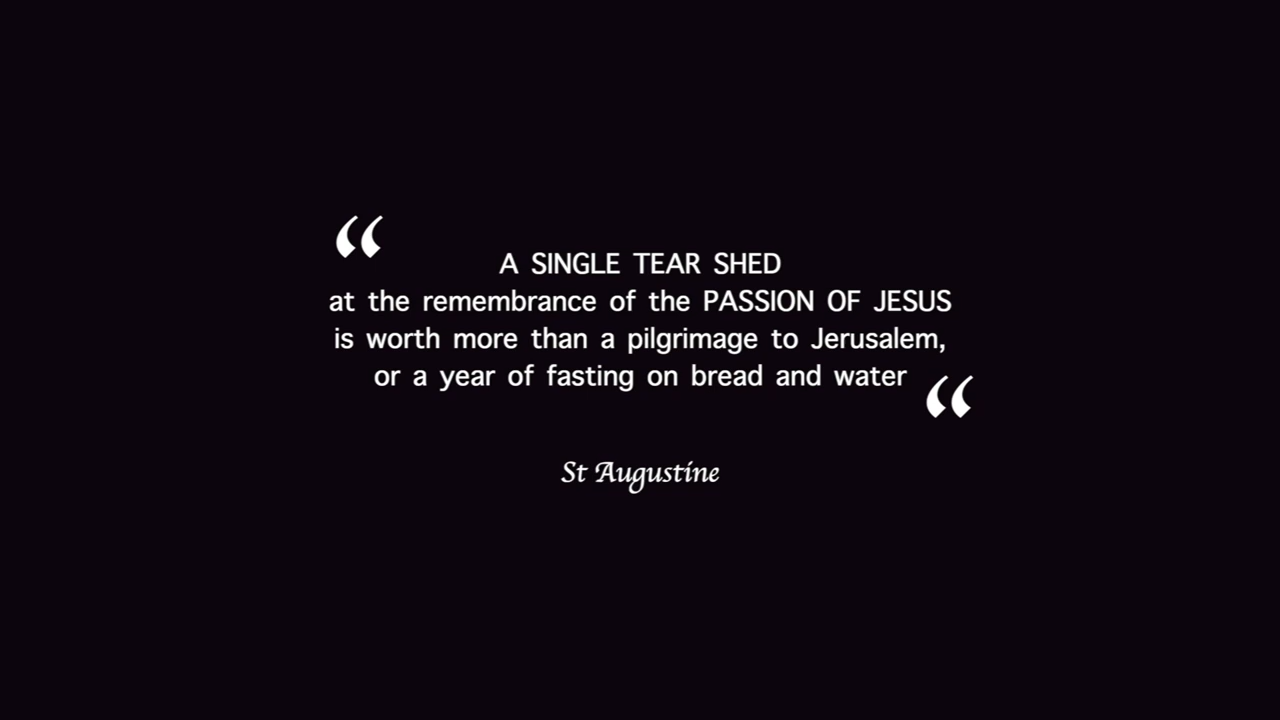 “
A SINGLE TEAR SHED
at the remembrance of the PASSION OF JESUS
is worth more than a pilgrimage to Jerusalem,
or a year of fasting on bread and water
“
St Augustine